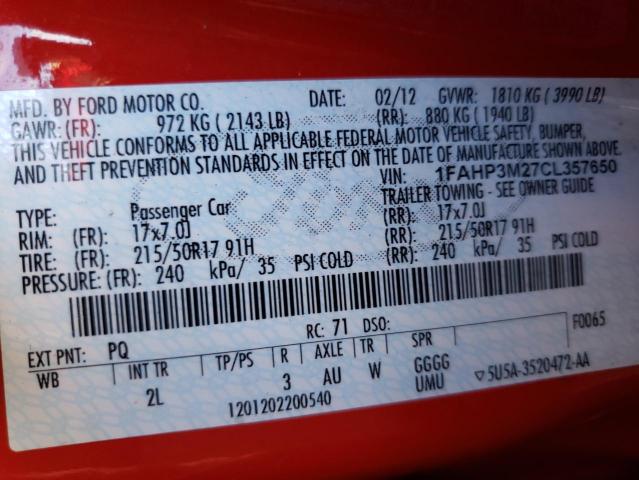 MFD. BY FORD MOTOR CO. DATE: 02/12 GVWR: 1810 KG ( 3990 LB)
GAWR: (FR): 972 KG ( 2143 LB) (RR): 880 KG ( 1940 LB)
THIS VEHICLE CONFORMS TO ALL APPLICABLE FEDERAL MOTOR VEHICLE SAFETY, BUMPER,
AND THEFT PREVENTION STANDARDS IN EFFECT ON THE DATE OF MANUFACTURE SHOWN ABOVE.
VIN: 1FAHP3M27CL357650
TYPE: Passenger Car TRAILER TOWING - SEE OWNER GUIDE
RIM: (FR): 17x7.0J (RR): 17x7.0J
TIRE: (FR): 215/50R17 91H (RR): 215/50R17 91H
PRESSURE: (FR): 240 kPa/ 35 PSI COLD (RR): 240 kPa/ 35 PSI COLD
EXT PNT: PQ RC: 71 DSO: F0065
WB INT TR TP/PS R AXLE TR SPR
2L 3 AU W GGGG
UMU ▽ 5U5A-3520472-AA
1201202200540